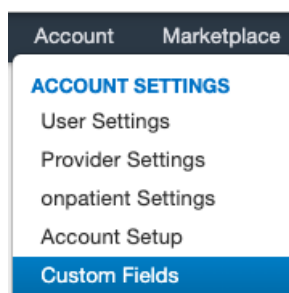 Account Marketplace
ACCOUNT SETTINGS
User Settings
Provider Settings
onpatient Settings
Account Setup
Custom Fields